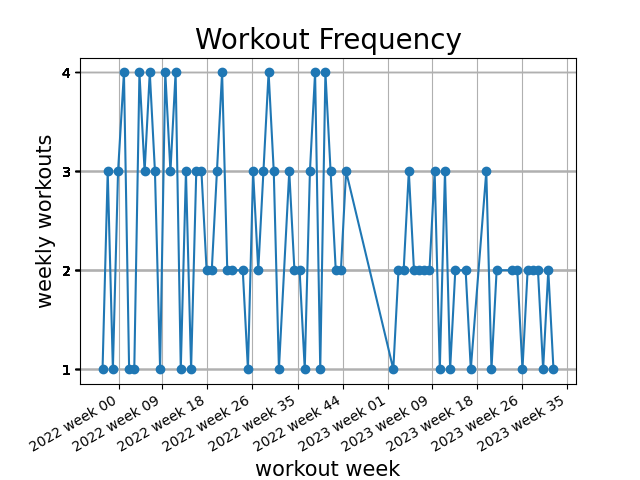 Workout Frequency
weekly workouts
4
3
2
1
2022 week 00
2022 week 09
2022 week 18
2022 week 26
2022 week 35
2022 week 44
2023 week 01
2023 week 09
2023 week 18
2023 week 26
2023 week 35
workout week